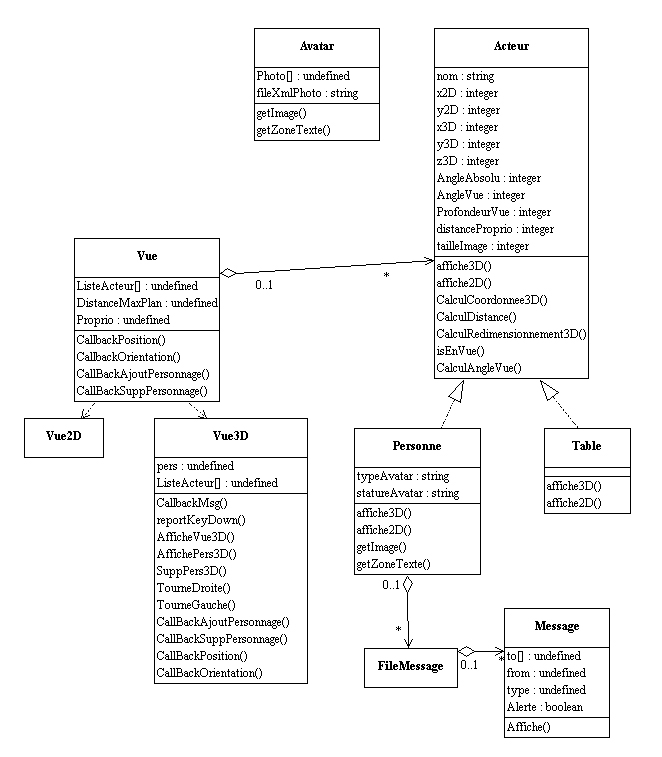 Avatar
Photo[] : undefined
fileXmlPhoto : string
getImage()
getZoneTexte()
Acteur
nom : string
x2D : integer
y2D : integer
x3D : integer
y3D : integer
z3D : integer
AngleAbsolu : integer
AngleVue : integer
ProfondeurVue : integer
distanceProprio : integer
tailleImage : integer
affiche3D()
affiche2D()
CalculCoordonnee3D()
CalculDistance()
CalculRedimensionnement3D()
isEnVue()
CalculAngleVue()
Vue
ListeActeur[] : undefined
DistanceMaxPlan : undefined
Proprio : undefined
CallbackPosition()
CallbackOrientation()
CallBackAjoutPersonnage()
CallBackSuppPersonnage()
0..1
*
Vue2D
Vue3D
pers : undefined
ListeActeur[] : undefined
CallbackMsg()
reportKeyDown()
AfficheVue3D()
AffichePers3D()
SuppPers3D()
TourneDroite()
TourneGauche()
CallBackAjoutPersonnage()
CallBackSuppPersonnage()
CallBackPosition()
CallBackOrientation()
Personne
typeAvatar : string
statureAvatar : string
affiche3D()
affiche2D()
getImage()
getZoneTexte()
Table
affiche3D()
affiche2D()
0..1
*
FileMessage
0..1
*
Message
to[] : undefined
from : undefined
type : undefined
Alerte : boolean
Affiche()